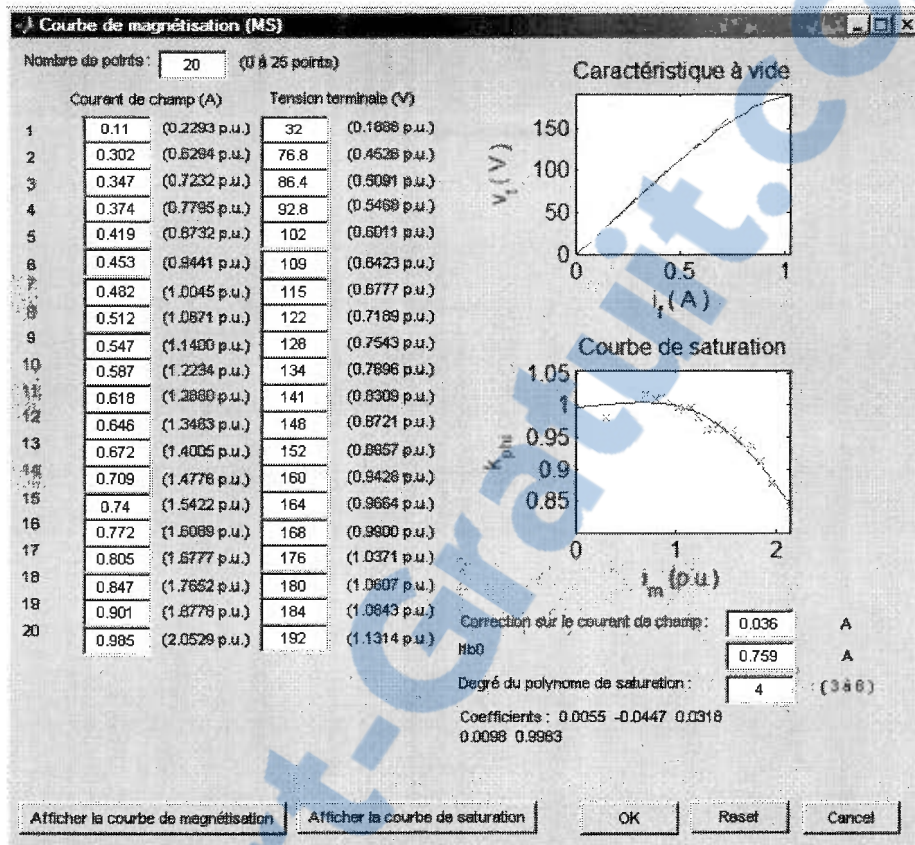 Courbe de magnétisation (MS)
Nombre de points : 20 (0 à 25 points)
Courant de champ (A) Tension terminale (V)
1 0.11 (0.2293 p.u.) 32 (0.1886 p.u.)
2 0.302 (0.6294 p.u.) 76.8 (0.4526 p.u.)
3 0.347 (0.7232 p.u.) 86.4 (0.5091 p.u.)
4 0.374 (0.7795 p.u.) 92.8 (0.5468 p.u.)
5 0.419 (0.8732 p.u.) 102 (0.6011 p.u.)
6 0.453 (0.9441 p.u.) 109 (0.6423 p.u.)
7 0.482 (1.0045 p.u.) 115 (0.6777 p.u.)
8 0.512 (1.0671 p.u.) 122 (0.7189 p.u.)
9 0.547 (1.1400 p.u.) 128 (0.7543 p.u.)
10 0.587 (1.2234 p.u.) 134 (0.7896 p.u.)
11 0.618 (1.2880 p.u.) 141 (0.8309 p.u.)
12 0.646 (1.3463 p.u.) 148 (0.8721 p.u.)
13 0.672 (1.4005 p.u.) 152 (0.8957 p.u.)
14 0.709 (1.4776 p.u.) 160 (0.9428 p.u.)
15 0.74 (1.5422 p.u.) 164 (0.9664 p.u.)
16 0.772 (1.6089 p.u.) 168 (0.9900 p.u.)
17 0.805 (1.6777 p.u.) 176 (1.0371 p.u.)
18 0.847 (1.7652 p.u.) 180 (1.0607 p.u.)
19 0.901 (1.8778 p.u.) 184 (1.0843 p.u.)
20 0.985 (2.0529 p.u.) 192 (1.1314 p.u.)
Caractéristique à vide
150
100
50
0
V (V)
0 0.5 1
i_f (A)
Courbe de saturation
1.05
1
0.95
0.9
0.85
K_phi
0 1 2
i_m (p.u.)
Correction sur le courant de champ : 0.036 A
Ifib0 0.759 A
Degré du polynome de saturation : 4 : (3 à 6)
Coefficients : 0.0055 -0.0447 0.0318
0.0098 0.9983
Afficher la courbe de magnétisation Afficher la courbe de saturation OK Reset Cancel
t-Gratuit.co